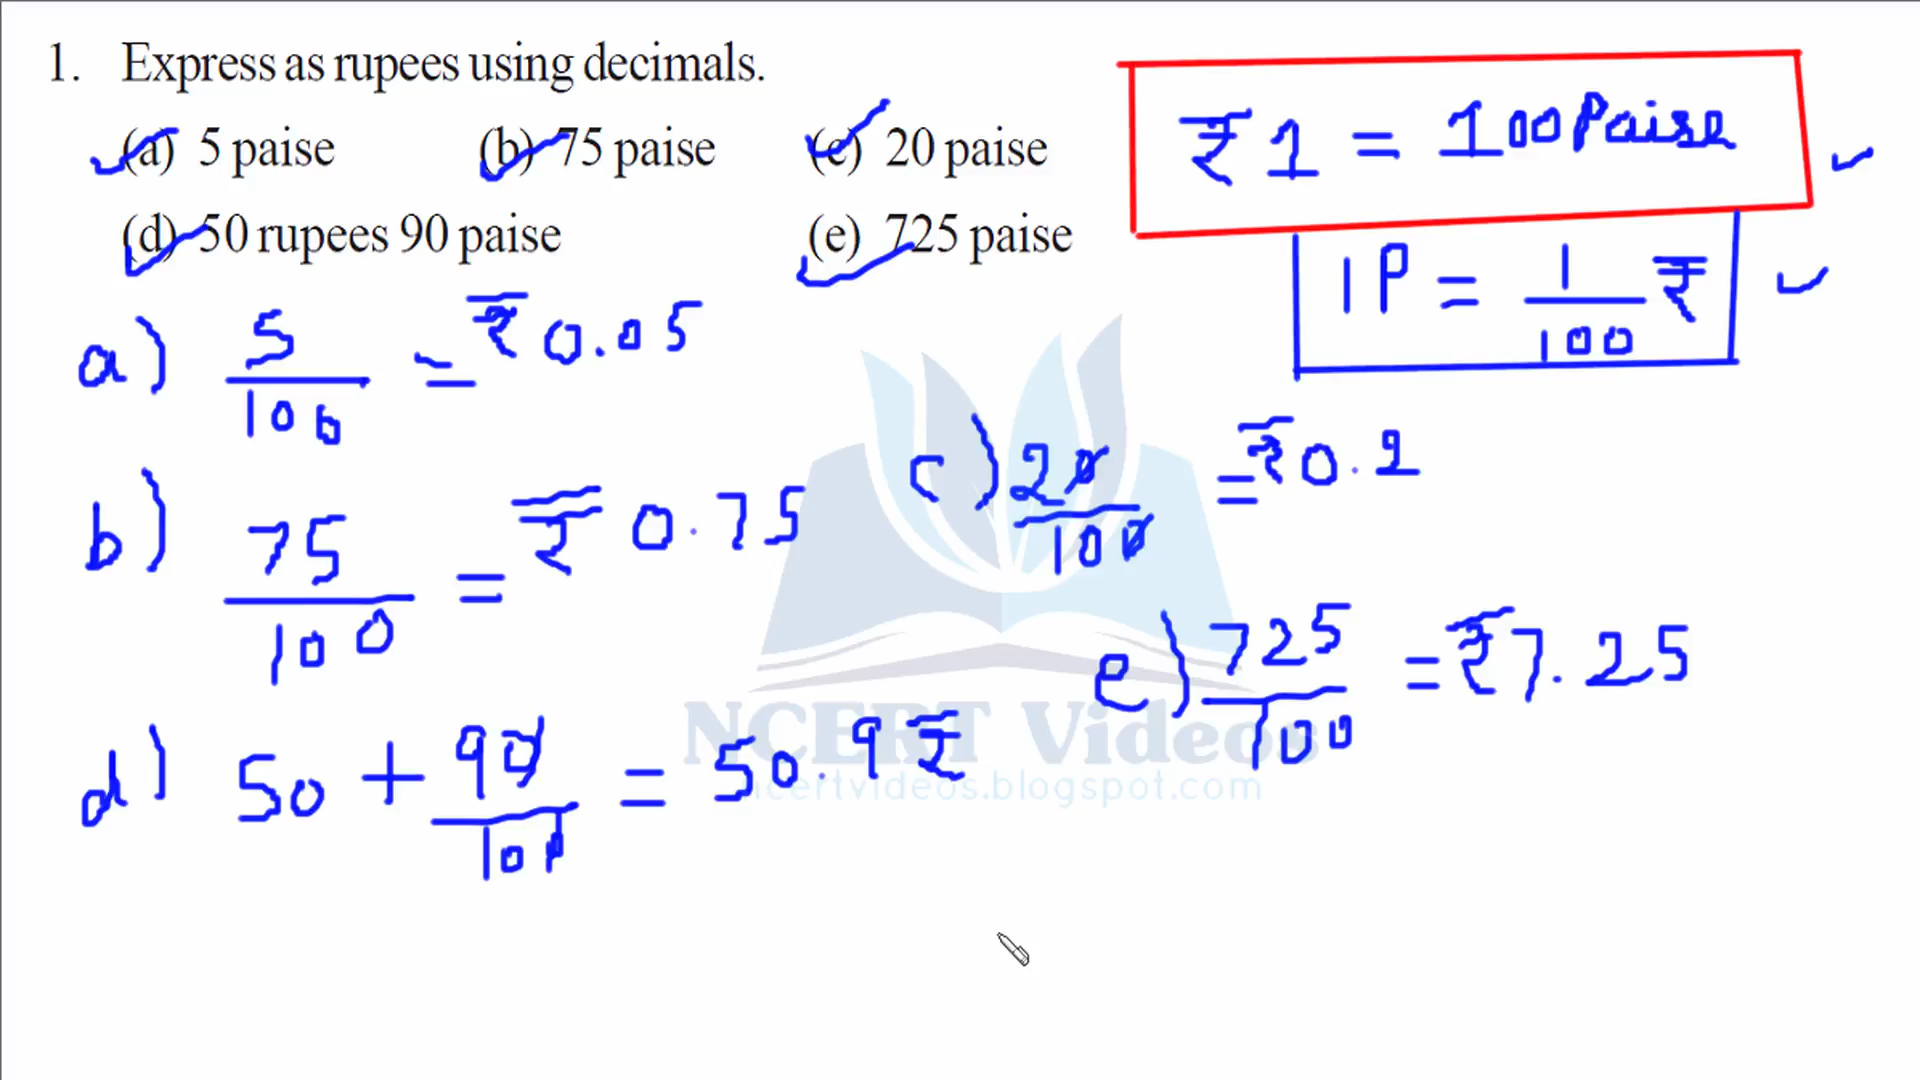 1. Express as rupees using decimals.
(a) 5 paise (b) 75 paise (c) 20 paise
(d) 50 rupees 90 paise (e) 725 paise
₹ 1 = 100 Paise
1P = 1/100 ₹
a) 5/100 = ₹ 0.05
b) 75/100 = ₹ 0.75
c) 20/100 = ₹ 0.2
d) 50 + 90/100 = 50.9 ₹
e) 725/100 = ₹ 7.25
NCERT Videos
ncertvideos.blogspot.com